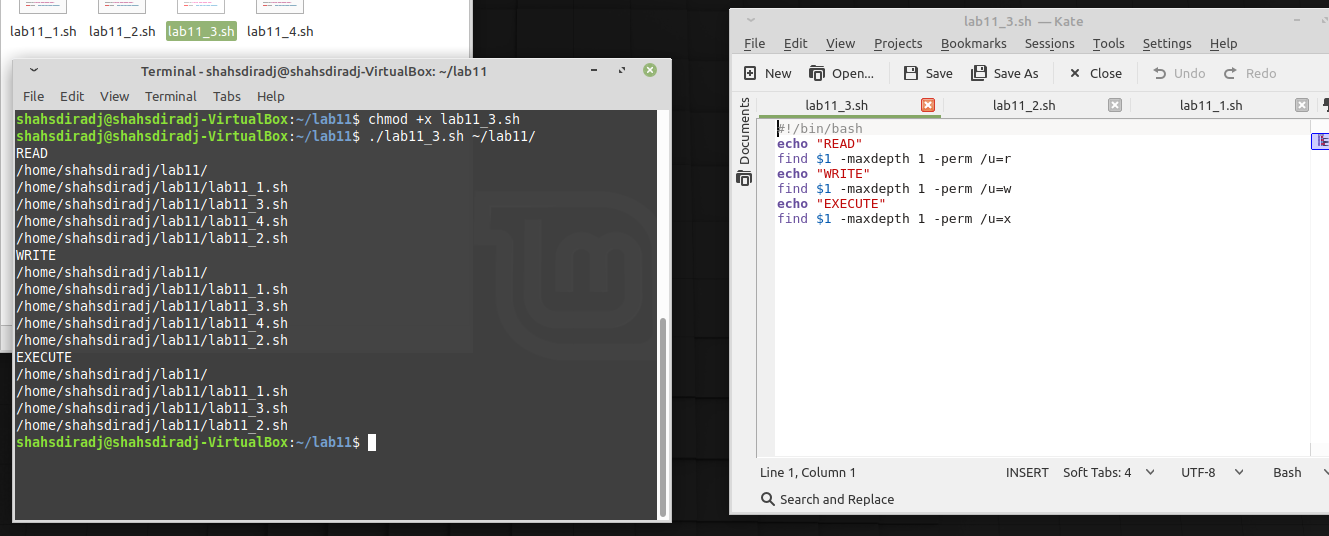 lab11_1.sh lab11_2.sh lab11_3.sh lab11_4.sh
Terminal - shahsdiradj@shahsdiradj-VirtualBox: ~/lab11
File Edit View Terminal Tabs Help
shahsdiradj@shahsdiradj-VirtualBox:~/lab11$ chmod +x lab11_3.sh
shahsdiradj@shahsdiradj-VirtualBox:~/lab11$ ./lab11_3.sh ~/lab11/
READ
/home/shahsdiradj/lab11/
/home/shahsdiradj/lab11/lab11_1.sh
/home/shahsdiradj/lab11/lab11_3.sh
/home/shahsdiradj/lab11/lab11_4.sh
/home/shahsdiradj/lab11/lab11_2.sh
WRITE
/home/shahsdiradj/lab11/
/home/shahsdiradj/lab11/lab11_1.sh
/home/shahsdiradj/lab11/lab11_3.sh
/home/shahsdiradj/lab11/lab11_4.sh
/home/shahsdiradj/lab11/lab11_2.sh
EXECUTE
/home/shahsdiradj/lab11/
/home/shahsdiradj/lab11/lab11_1.sh
/home/shahsdiradj/lab11/lab11_3.sh
/home/shahsdiradj/lab11/lab11_2.sh
shahsdiradj@shahsdiradj-VirtualBox:~/lab11$
lab11_3.sh — Kate
File Edit View Projects Bookmarks Sessions Tools Settings Help
New Open... Save Save As Close Undo Redo
Documents
lab11_3.sh lab11_2.sh lab11_1.sh
#!/bin/bash
echo "READ"
find $1 -maxdepth 1 -perm /u=r
echo "WRITE"
find $1 -maxdepth 1 -perm /u=w
echo "EXECUTE"
find $1 -maxdepth 1 -perm /u=x
Line 1, Column 1 INSERT Soft Tabs: 4 UTF-8 Bash
Search and Replace